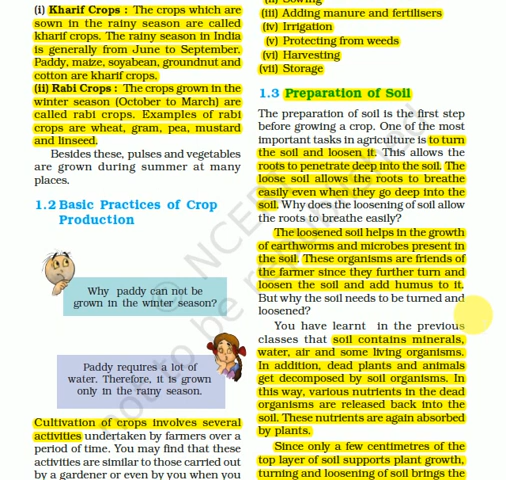 (i) Kharif Crops : The crops which are
sown in the rainy season are called
kharif crops. The rainy season in India
is generally from June to September.
Paddy, maize, soyabean, groundnut and
cotton are kharif crops.
(ii) Rabi Crops : The crops grown in the
winter season (October to March) are
called rabi crops. Examples of rabi
crops are wheat, gram, pea, mustard
and linseed.
Besides these, pulses and vegetables
are grown during summer at many
places.
1.2 Basic Practices of Crop
Production
Why paddy can not be
grown in the winter season?
Paddy requires a lot of
water. Therefore, it is grown
only in the rainy season.
Cultivation of crops involves several
activities undertaken by farmers over a
period of time. You may find that these
activities are similar to those carried out
by a gardener or even by you when you
(iii) Adding manure and fertilisers
(iv) Irrigation
(v) Protecting from weeds
(vi) Harvesting
(vii) Storage
1.3 Preparation of Soil
The preparation of soil is the first step
before growing a crop. One of the most
important tasks in agriculture is to turn
the soil and loosen it. This allows the
roots to penetrate deep into the soil. The
loose soil allows the roots to breathe
easily even when they go deep into the
soil. Why does the loosening of soil allow
the roots to breathe easily?
The loosened soil helps in the growth
of earthworms and microbes present in
the soil. These organisms are friends of
the farmer since they further turn and
loosen the soil and add humus to it.
But why the soil needs to be turned and
loosened?
You have learnt in the previous
classes that soil contains minerals,
water, air and some living organisms.
In addition, dead plants and animals
get decomposed by soil organisms. In
this way, various nutrients in the dead
organisms are released back into the
soil. These nutrients are again absorbed
by plants.
Since only a few centimetres of the
top layer of soil supports plant growth,
turning and loosening of soil brings the